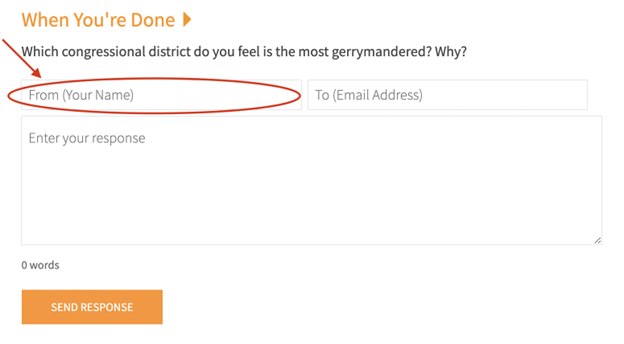 When You're Done
Which congressional district do you feel is the most gerrymandered? Why?
From (Your Name)
To (Email Address)
Enter your response
0 words
SEND RESPONSE